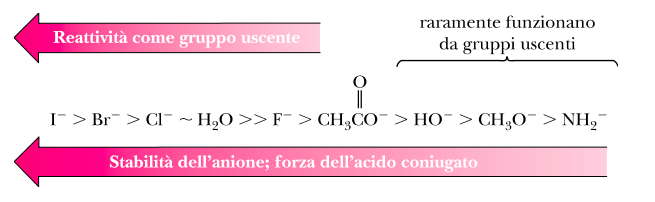 raramente funzionano
da gruppi uscenti
Reattività come gruppo uscente
O
I⁻ > Br⁻ > Cl⁻ ~ H₂O >> F⁻ > CH₃CO⁻ > HO⁻ > CH₃O⁻ > NH₂⁻
Stabilità dell’anione; forza dell’acido coniugato